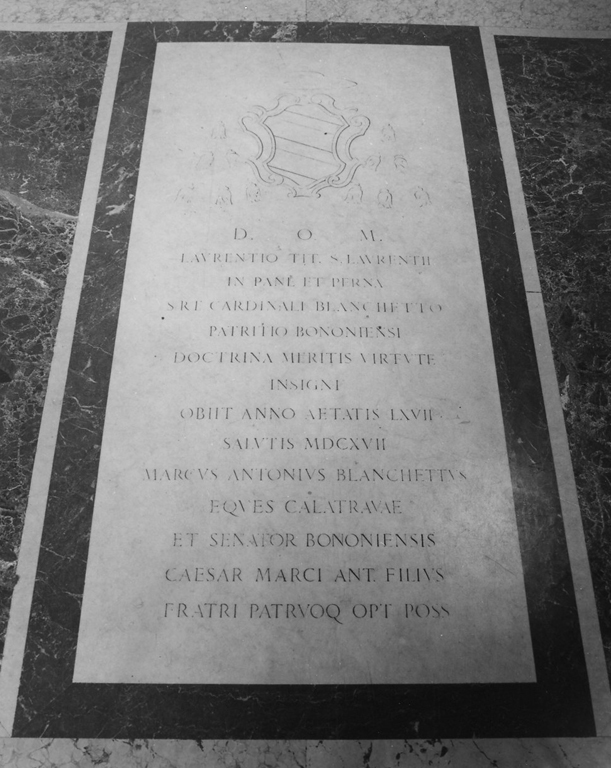 D. O M.
LAVRENTIO TIT. S. LAVRENTII
IN PANE ET PERNA
S.R.E CARDINALI BLANCHETTO
PATRITIO BONONIENSI
DOCTRINA MERITIS VIRTVTE
INSIGNI
OBIIT ANNO AETATIS LXVII
SALVTIS MDCXVII
MARCVS ANTONIVS BLANCHETTVS
EQVES CALATRAVAE
ET SENATOR BONONIENSIS
CAESAR MARCI ANT. FILIVS
FRATRI PATRVOQ OPT POSS